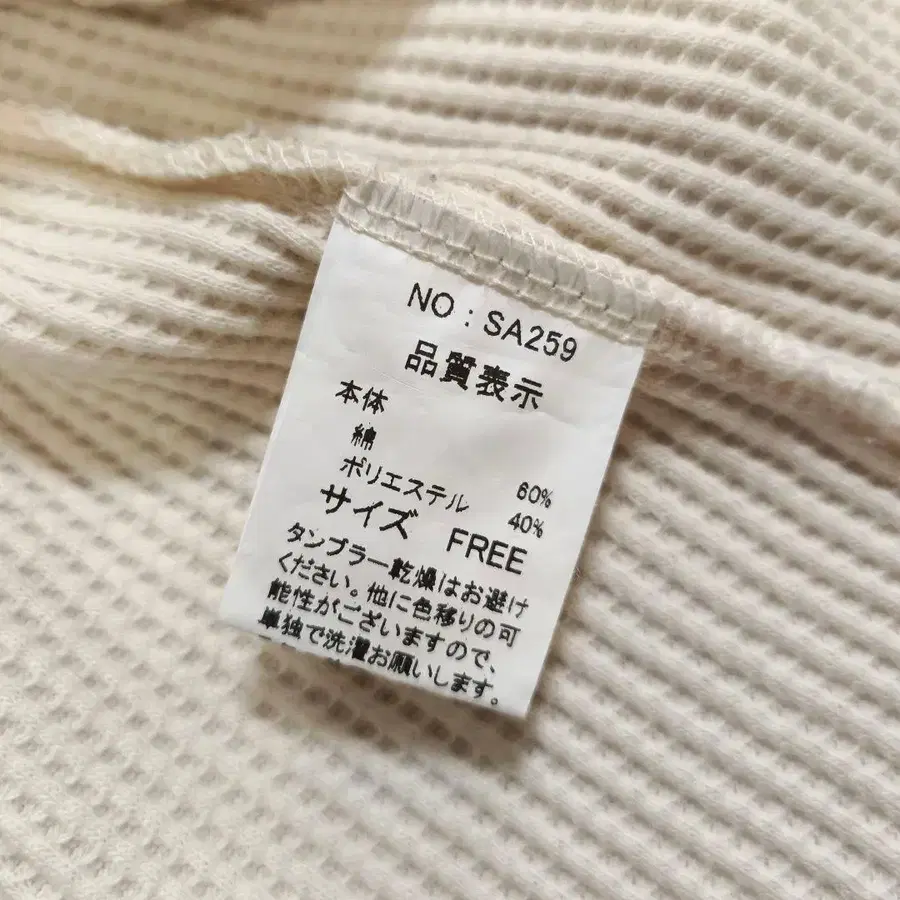 NO : SA259
品質表示
本体
綿 60%
ポリエステル 40%
サイズ FREE
タンブラー乾燥はお避け
ください。他に色移りの可
能性がございますので、
単独で洗濯お願いします。